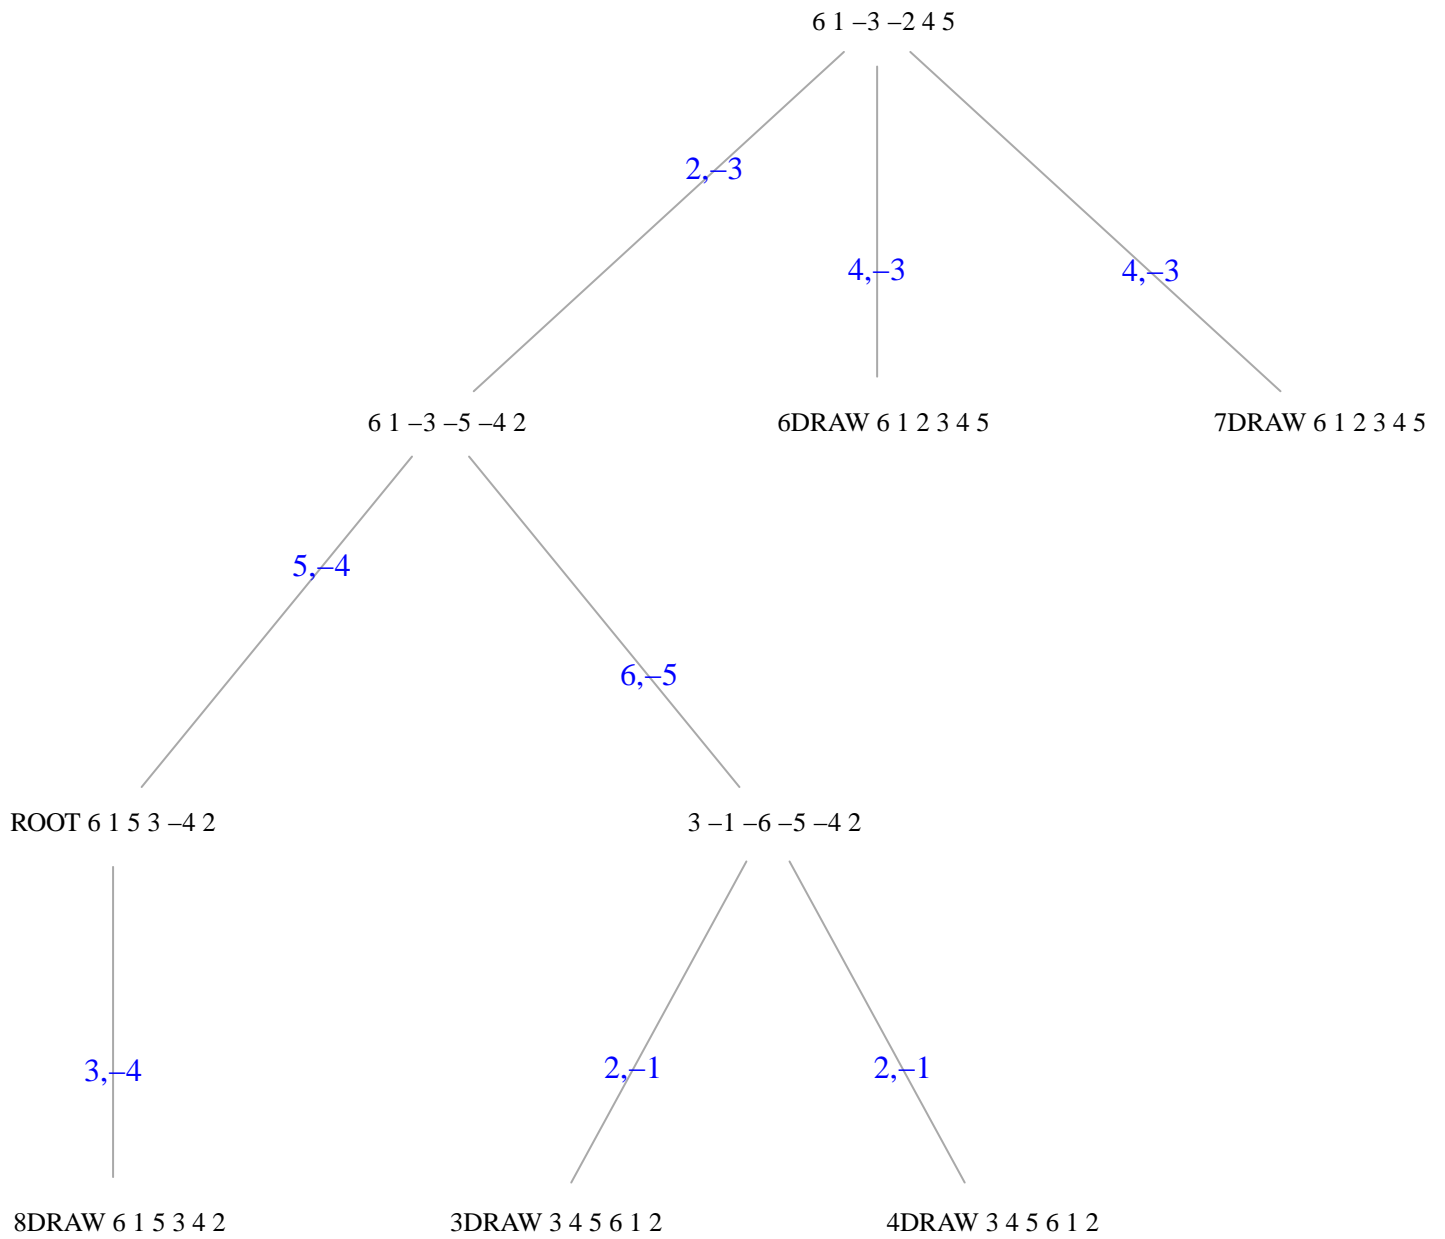 6 1 –3 –2 4 5
2,–3
4,–3
4,–3
6 1 –3 –5 –4 2
6DRAW 6 1 2 3 4 5
7DRAW 6 1 2 3 4 5
5,–4
6,–5
ROOT 6 1 5 3 –4 2
3 –1 –6 –5 –4 2
3,–4
2,–1
2,–1
8DRAW 6 1 5 3 4 2
3DRAW 3 4 5 6 1 2
4DRAW 3 4 5 6 1 2